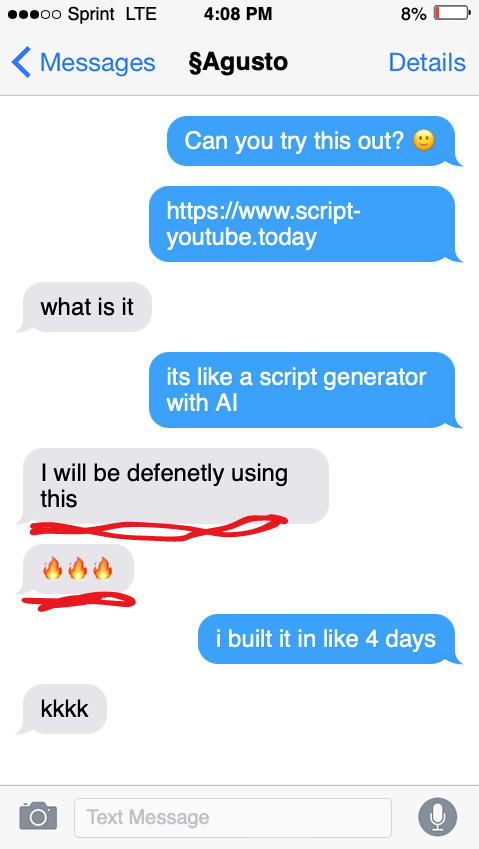 Sprint LTE 4:08 PM 8%
Messages §Agusto Details
Can you try this out? 🙂
https://www.script-
youtube.today
what is it
its like a script generator
with AI
I will be defenetly using
this
🔥🔥🔥
i built it in like 4 days
kkkk
Text Message